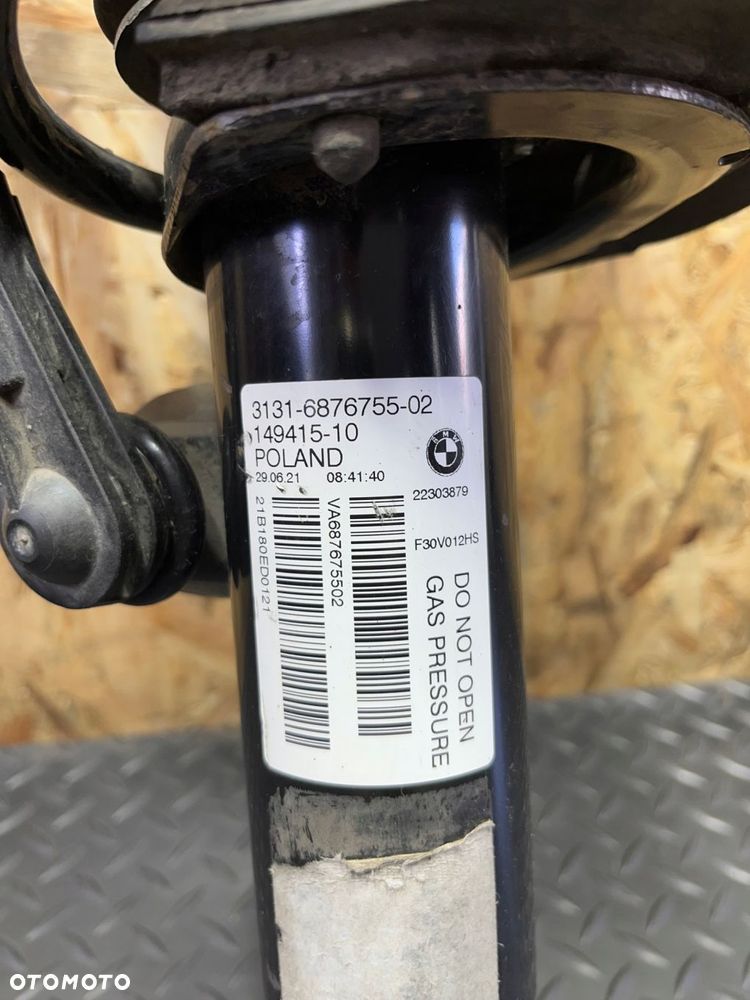 3131-6876755-02
149415-10
POLAND
29.06.21 08:41:40
BMW
22303879
F30V012HS
21B180ED0121
VA687675502
DO NOT OPEN
GAS PRESSURE
OTOMOTO